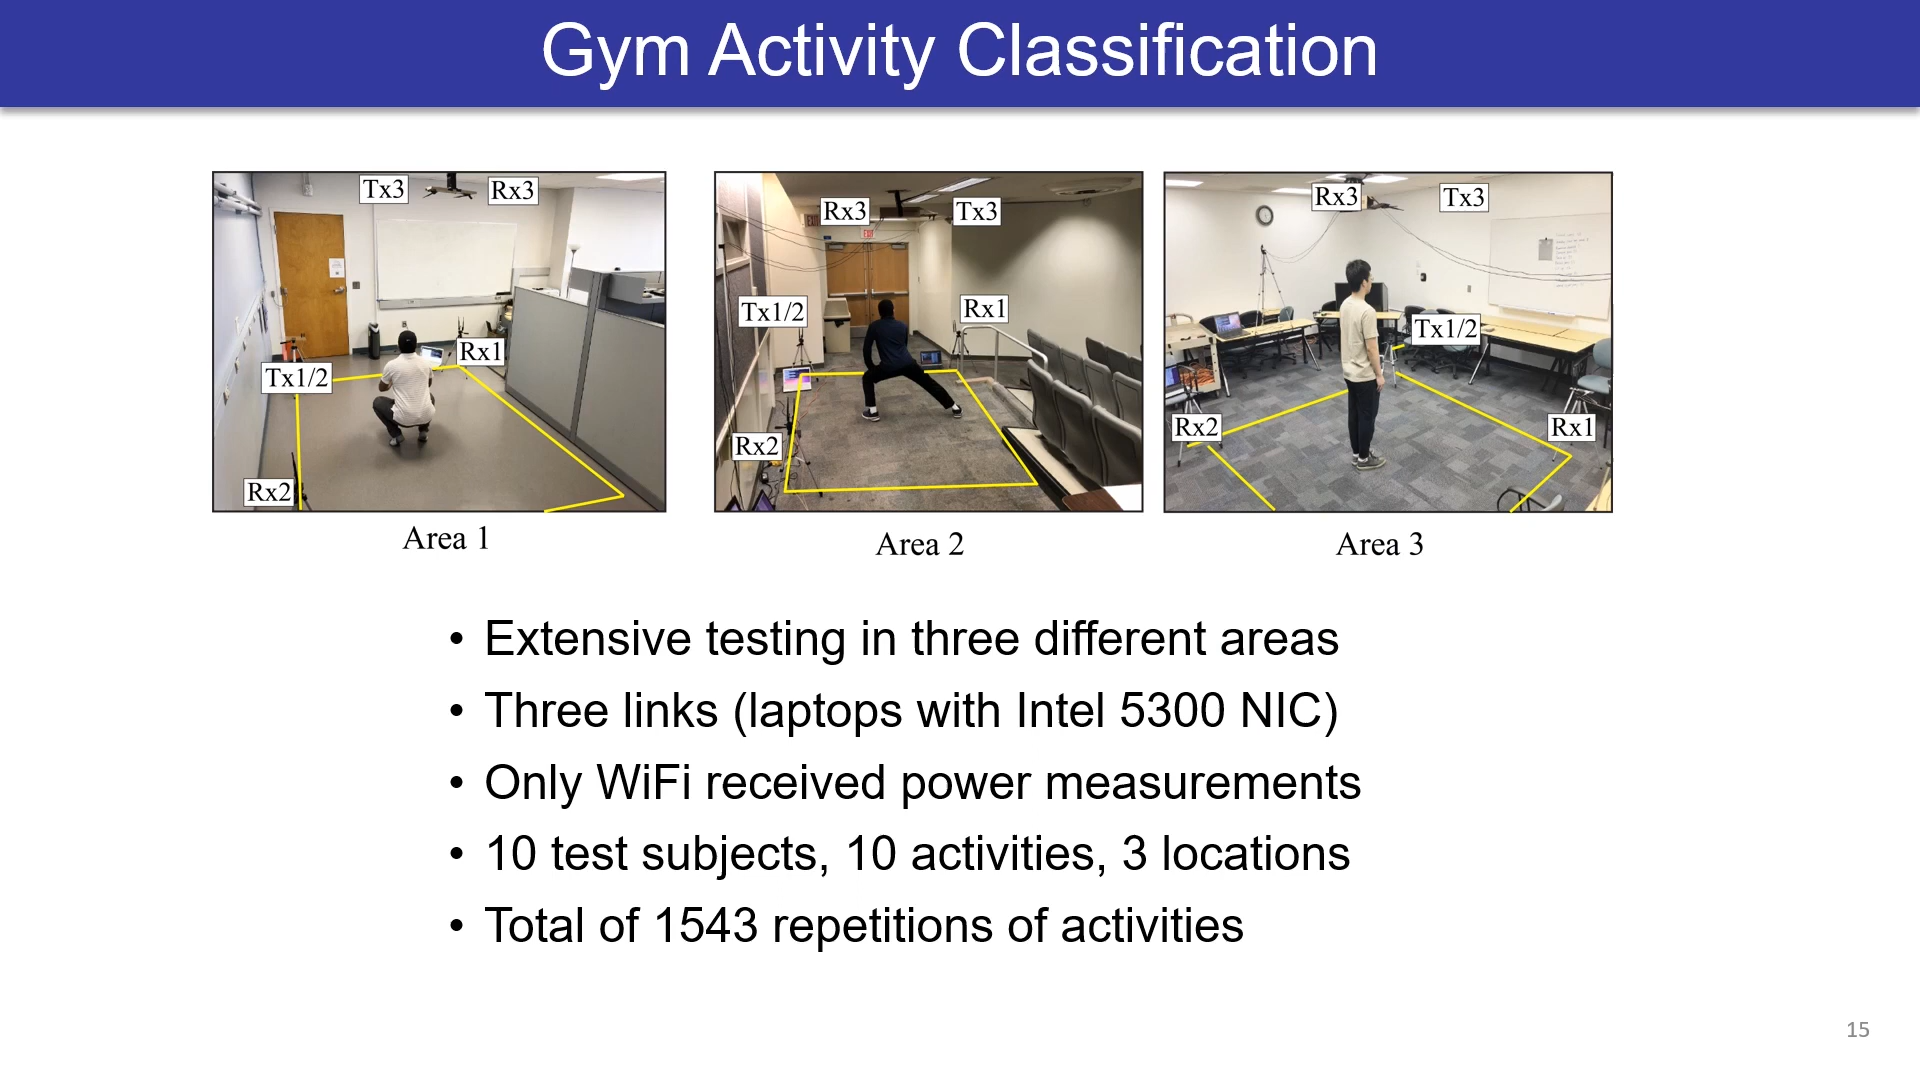 Gym Activity Classification
Tx3
Rx3
Tx1/2
Rx1
Rx2
Area 1
Rx3
Tx3
EXIT
Tx1/2
Rx1
Rx2
Area 2
Rx3
Tx3
Tx1/2
Rx2
Rx1
Area 3
• Extensive testing in three different areas
• Three links (laptops with Intel 5300 NIC)
• Only WiFi received power measurements
• 10 test subjects, 10 activities, 3 locations
• Total of 1543 repetitions of activities
15